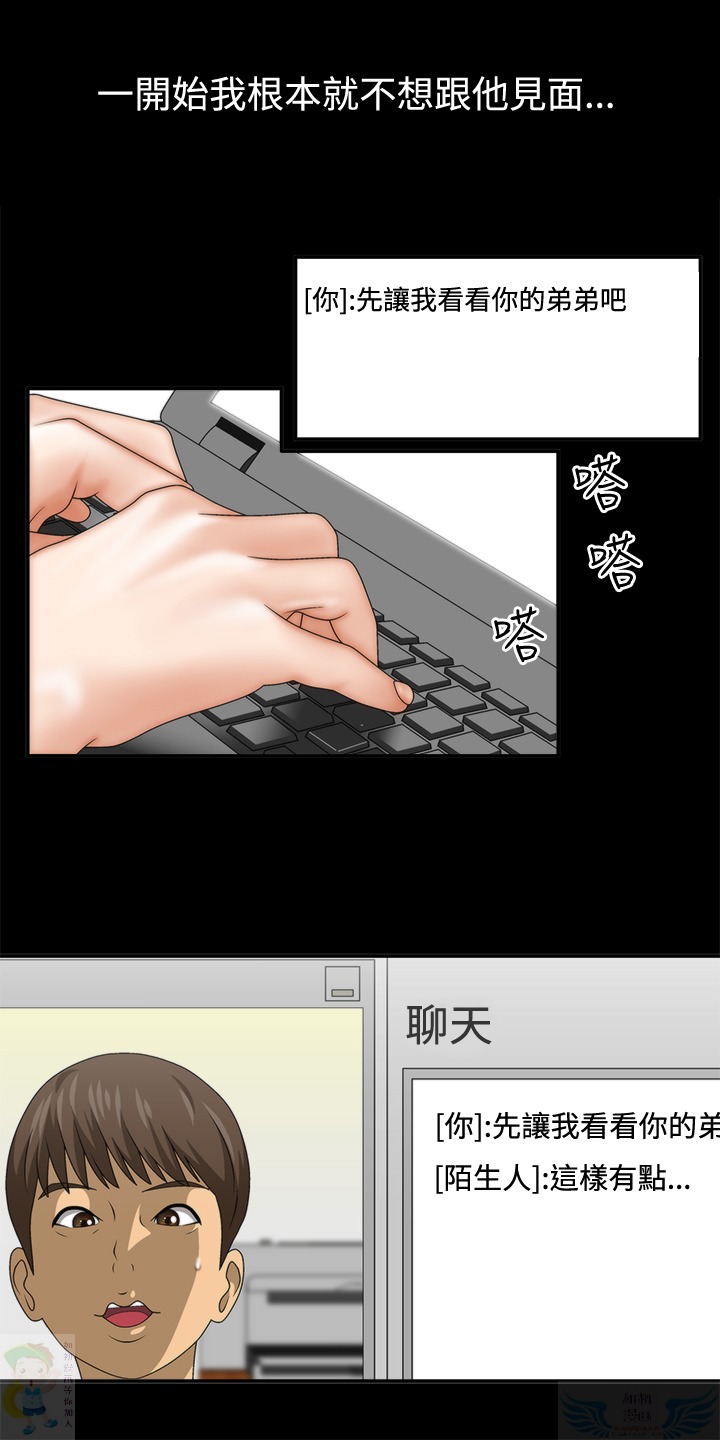 一開始我根本就不想跟他見面...
[你]:先讓我看看你的弟弟吧
嗒
嗒
嗒
聊天
[你]:先讓我看看你的弟
[陌生人]:這樣有點...